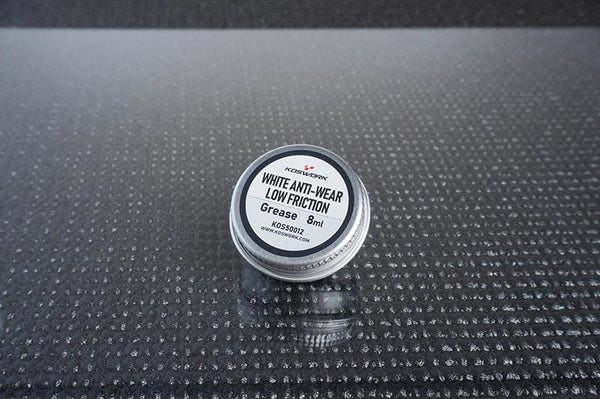 KOSWORK
WHITE ANTI-WEAR
LOW FRICTION
Grease 8ml
KOS50012
WWW.KOSWORK.COM